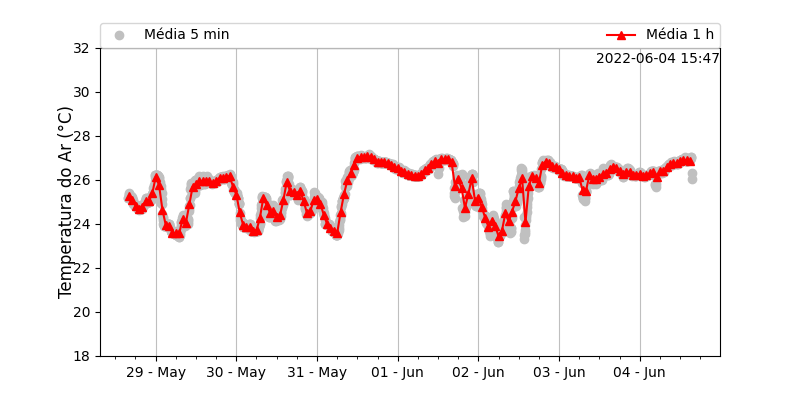 Média 5 min
Média 1 h
2022-06-04 15:47
Temperatura do Ar (°C)
32
30
28
26
24
22
20
18
29 - May
30 - May
31 - May
01 - Jun
02 - Jun
03 - Jun
04 - Jun